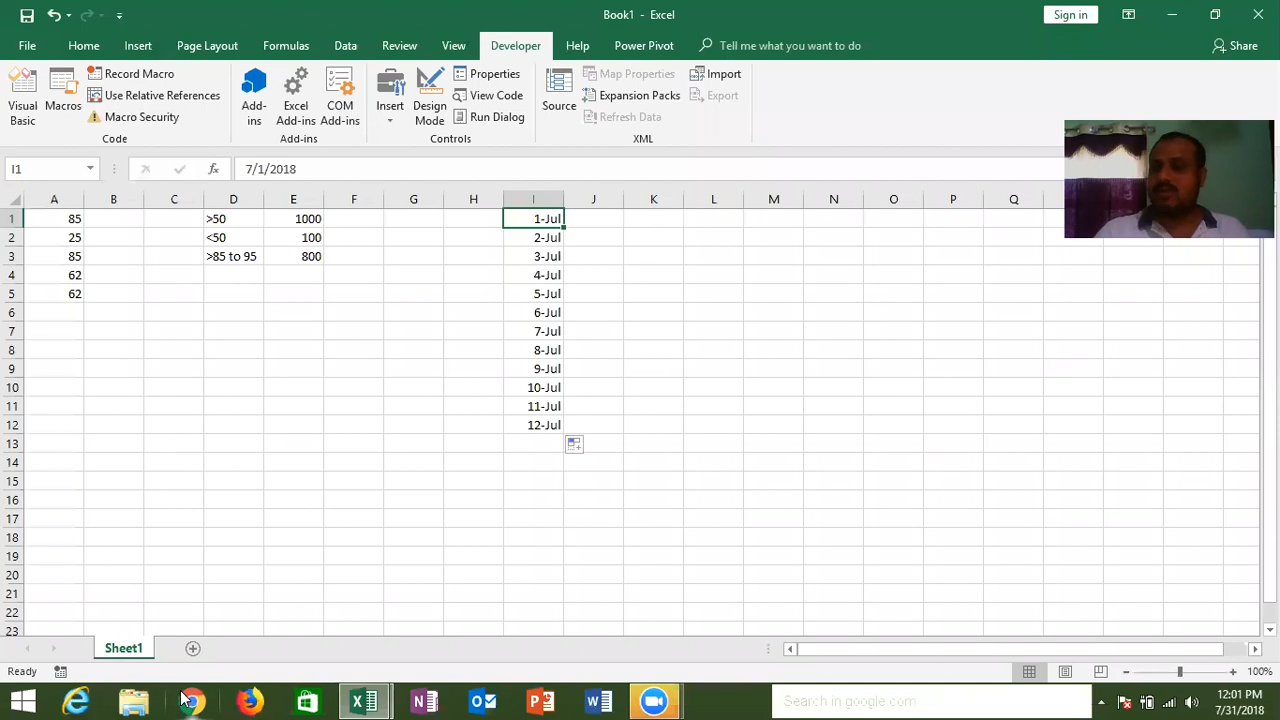 Book1 - Excel
Sign in
File Home Insert Page Layout Formulas Data Review View Developer Help Power Pivot Tell me what you want to do Share
Visual Basic
Macros
Record Macro
Use Relative References
Macro Security
Code
Add-ins
Excel Add-ins
COM Add-ins
Add-ins
Insert
Design Mode
Properties
View Code
Run Dialog
Controls
Source
Map Properties
Expansion Packs
Refresh Data
Import
Export
XML
I1 fx 7/1/2018
A B C D E F G H I J K L M N O P Q
1 85 >50 1000 1-Jul
2 25 <50 100 2-Jul
3 85 >85 to 95 800 3-Jul
4 62 4-Jul
5 62 5-Jul
6 6-Jul
7 7-Jul
8 8-Jul
9 9-Jul
10 10-Jul
11 11-Jul
12 12-Jul
13
14
15
16
17
18
19
20
21
22
23
Sheet1
Ready 100%
Search in google.com
12:01 PM
7/31/2018